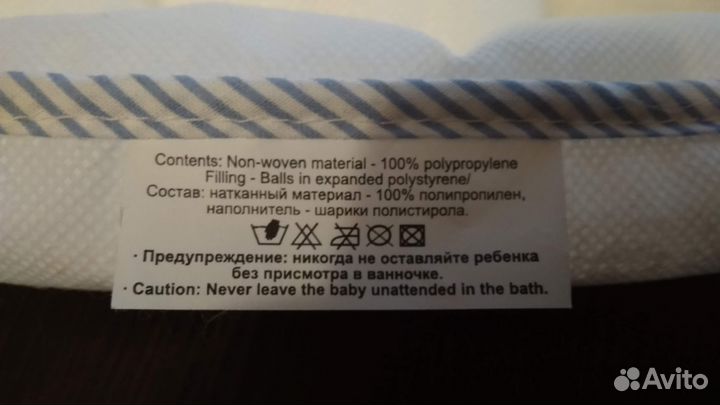 Contents: Non-woven material - 100% polypropylene
Filling - Balls in expanded polystyrene/
Состав: натканный материал - 100% полипропилен,
наполнитель - шарики полистирола.
· Предупреждение: никогда не оставляйте ребенка
без присмотра в ванночке.
· Caution: Never leave the baby unattended in the bath.
Avito